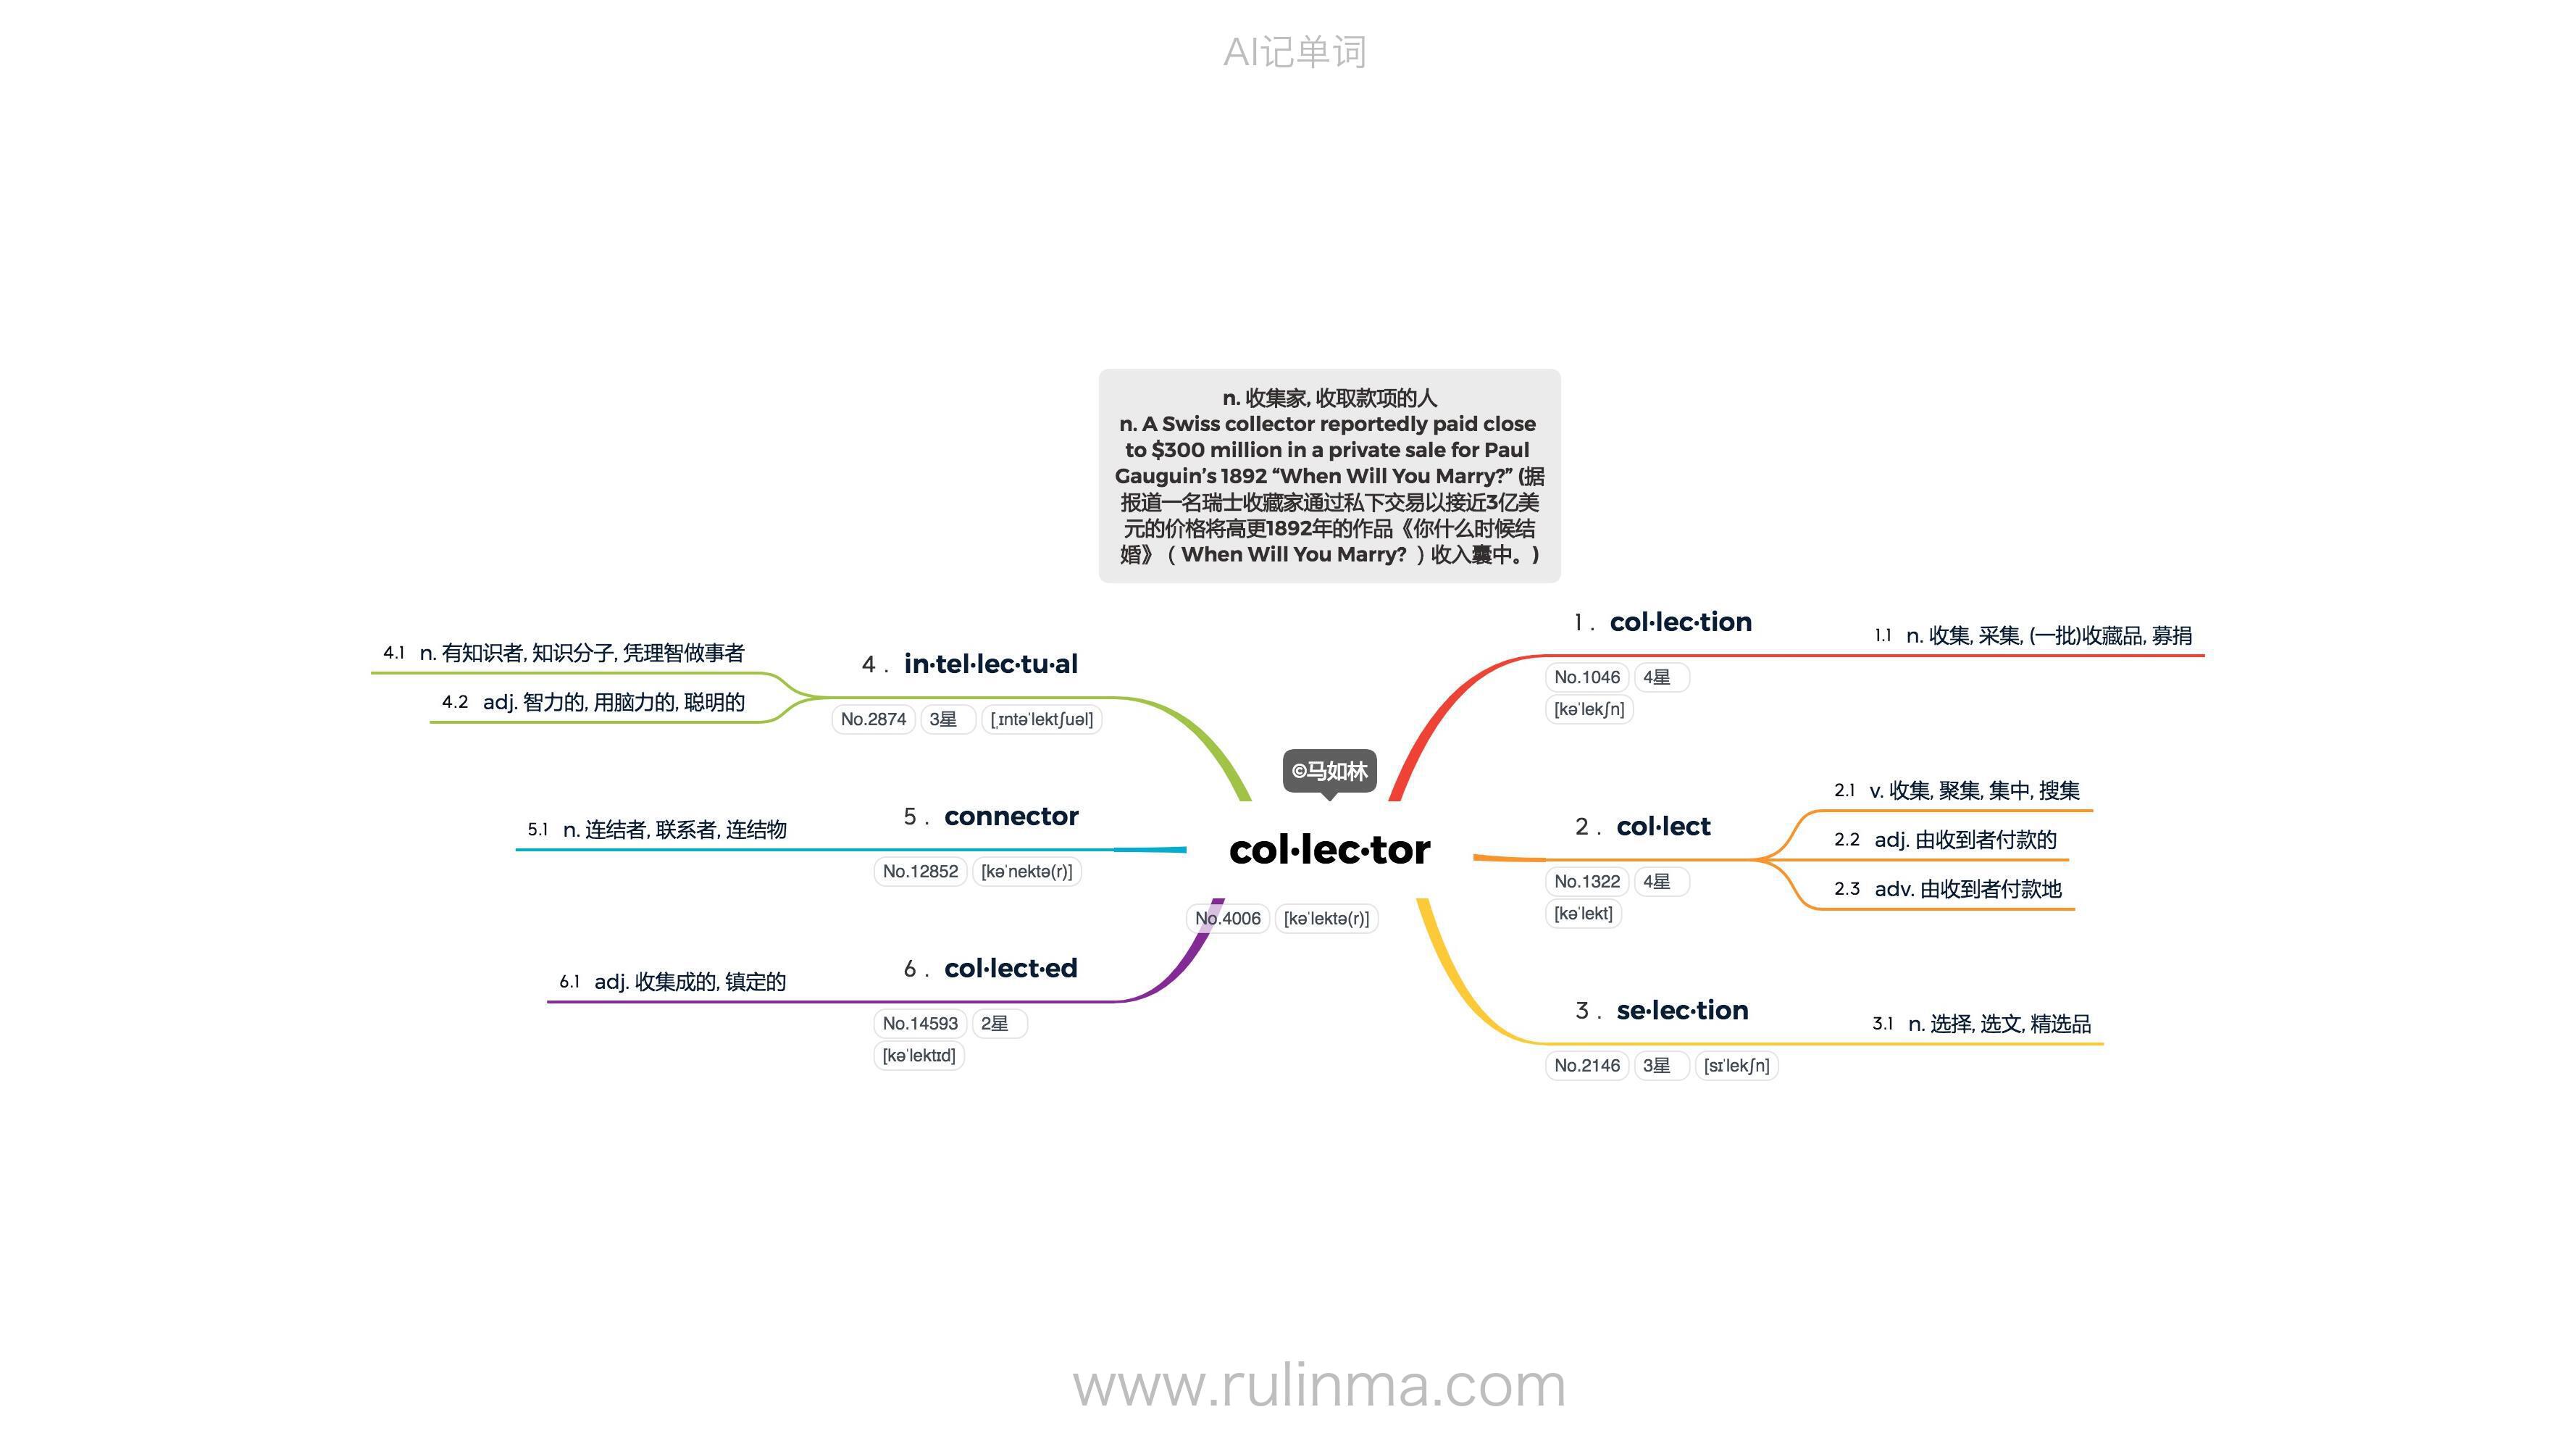 AI记单词
n. 收集家, 收取款项的人
n. A Swiss collector reportedly paid close
to $300 million in a private sale for Paul
Gauguin’s 1892 “When Will You Marry?” (据
报道一名瑞士收藏家通过私下交易以接近3亿美
元的价格将高更1892年的作品《你什么时候结
婚》（ When Will You Marry? ）收入囊中。)
©马如林
col·lec·tor
No.4006 [kəˈlektə(r)]
1 . col·lec·tion
No.1046 4星
[kəˈlekʃn]
1.1 n. 收集, 采集, (一批)收藏品, 募捐
2 . col·lect
No.1322 4星
[kəˈlekt]
2.1 v. 收集, 聚集, 集中, 搜集
2.2 adj. 由收到者付款的
2.3 adv. 由收到者付款地
3 . se·lec·tion
No.2146 3星 [sɪˈlekʃn]
3.1 n. 选择, 选文, 精选品
4 . in·tel·lec·tu·al
No.2874 3星 [ˌɪntəˈlektʃuəl]
4.1 n. 有知识者, 知识分子, 凭理智做事者
4.2 adj. 智力的, 用脑力的, 聪明的
5 . connector
No.12852 [kəˈnektə(r)]
5.1 n. 连结者, 联系者, 连结物
6 . col·lect·ed
No.14593 2星
[kəˈlektɪd]
6.1 adj. 收集成的, 镇定的
www.rulinma.com